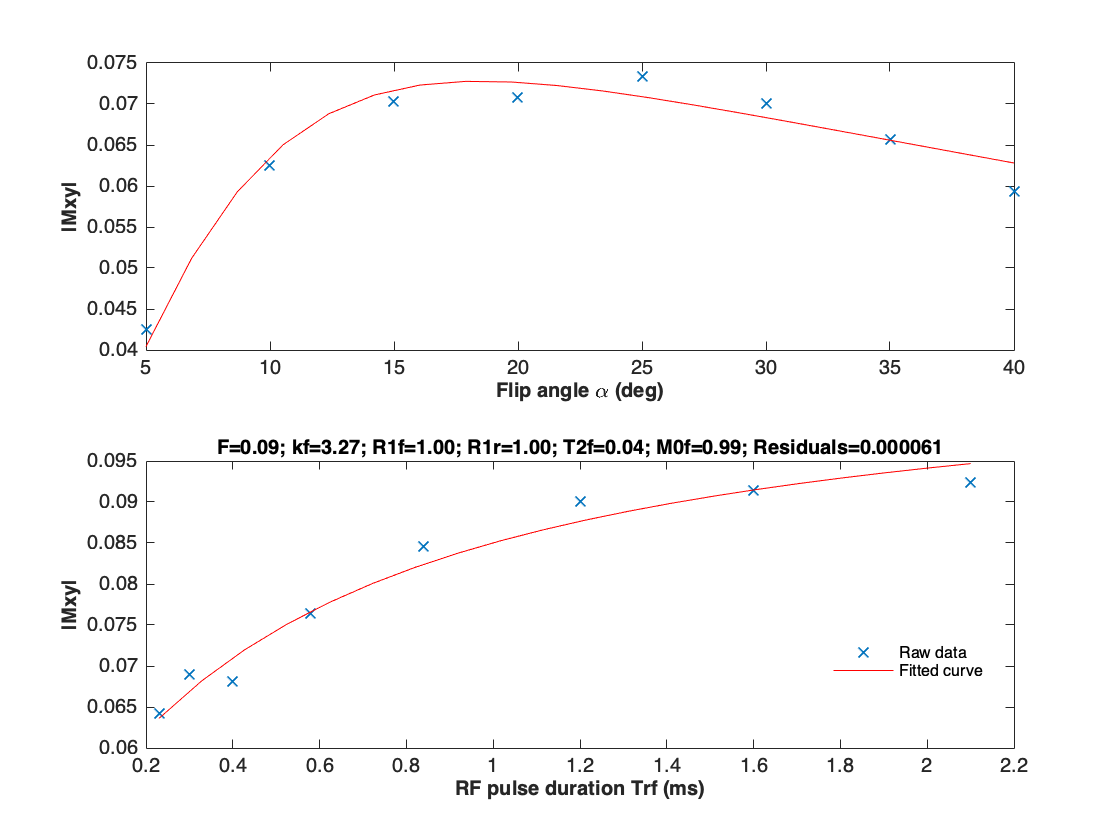 0.075
0.07
0.065
0.06
0.055
0.05
0.045
0.04
|Mxy|
5 10 15 20 25 30 35 40
Flip angle α (deg)
F=0.09; kf=3.27; R1f=1.00; R1r=1.00; T2f=0.04; M0f=0.99; Residuals=0.000061
0.095
0.09
0.085
0.08
0.075
0.07
0.065
0.06
|Mxy|
Raw data
Fitted curve
0.2 0.4 0.6 0.8 1 1.2 1.4 1.6 1.8 2 2.2
RF pulse duration Trf (ms)